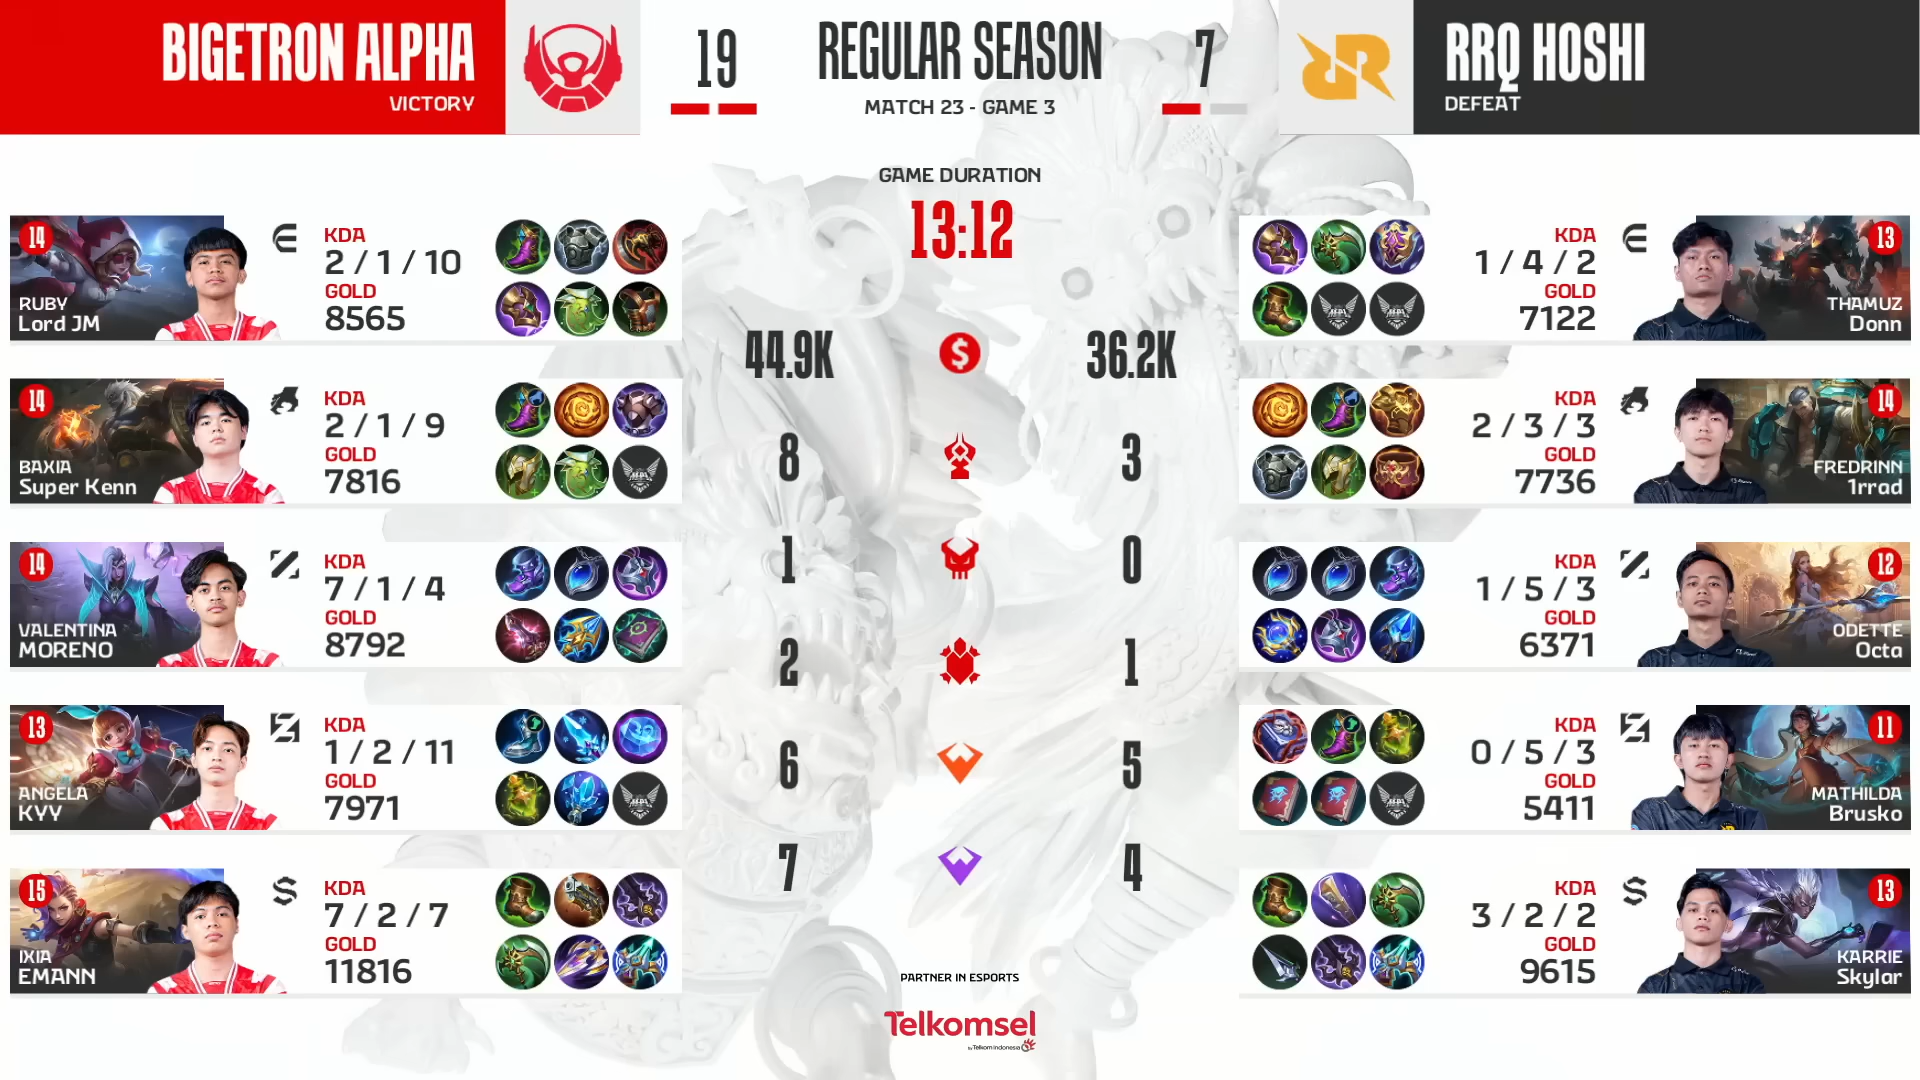 BIGETRON ALPHA
VICTORY
19
REGULAR SEASON
MATCH 23 - GAME 3
7
RRQ HOSHI
DEFEAT
GAME DURATION
13:12
14
RUBY
Lord JM
KDA
2 / 1 / 10
GOLD
8565
14
BAXIA
Super Kenn
KDA
2 / 1 / 9
GOLD
7816
14
VALENTINA
MORENO
KDA
7 / 1 / 4
GOLD
8792
13
ANGELA
KYY
KDA
1 / 2 / 11
GOLD
7971
15
IXIA
EMANN
KDA
7 / 2 / 7
GOLD
11816
44.9K $ 36.2K
8 3
1 0
2 1
6 5
7 4
PARTNER IN ESPORTS
Telkomsel
by Telkom Indonesia
KDA
1 / 4 / 2
GOLD
7122
13
THAMUZ
Donn
KDA
2 / 3 / 3
GOLD
7736
14
FREDRINN
1rrad
KDA
1 / 5 / 3
GOLD
6371
12
ODETTE
Octa
KDA
0 / 5 / 3
GOLD
5411
11
MATHILDA
Brusko
KDA
3 / 2 / 2
GOLD
9615
13
KARRIE
Skylar